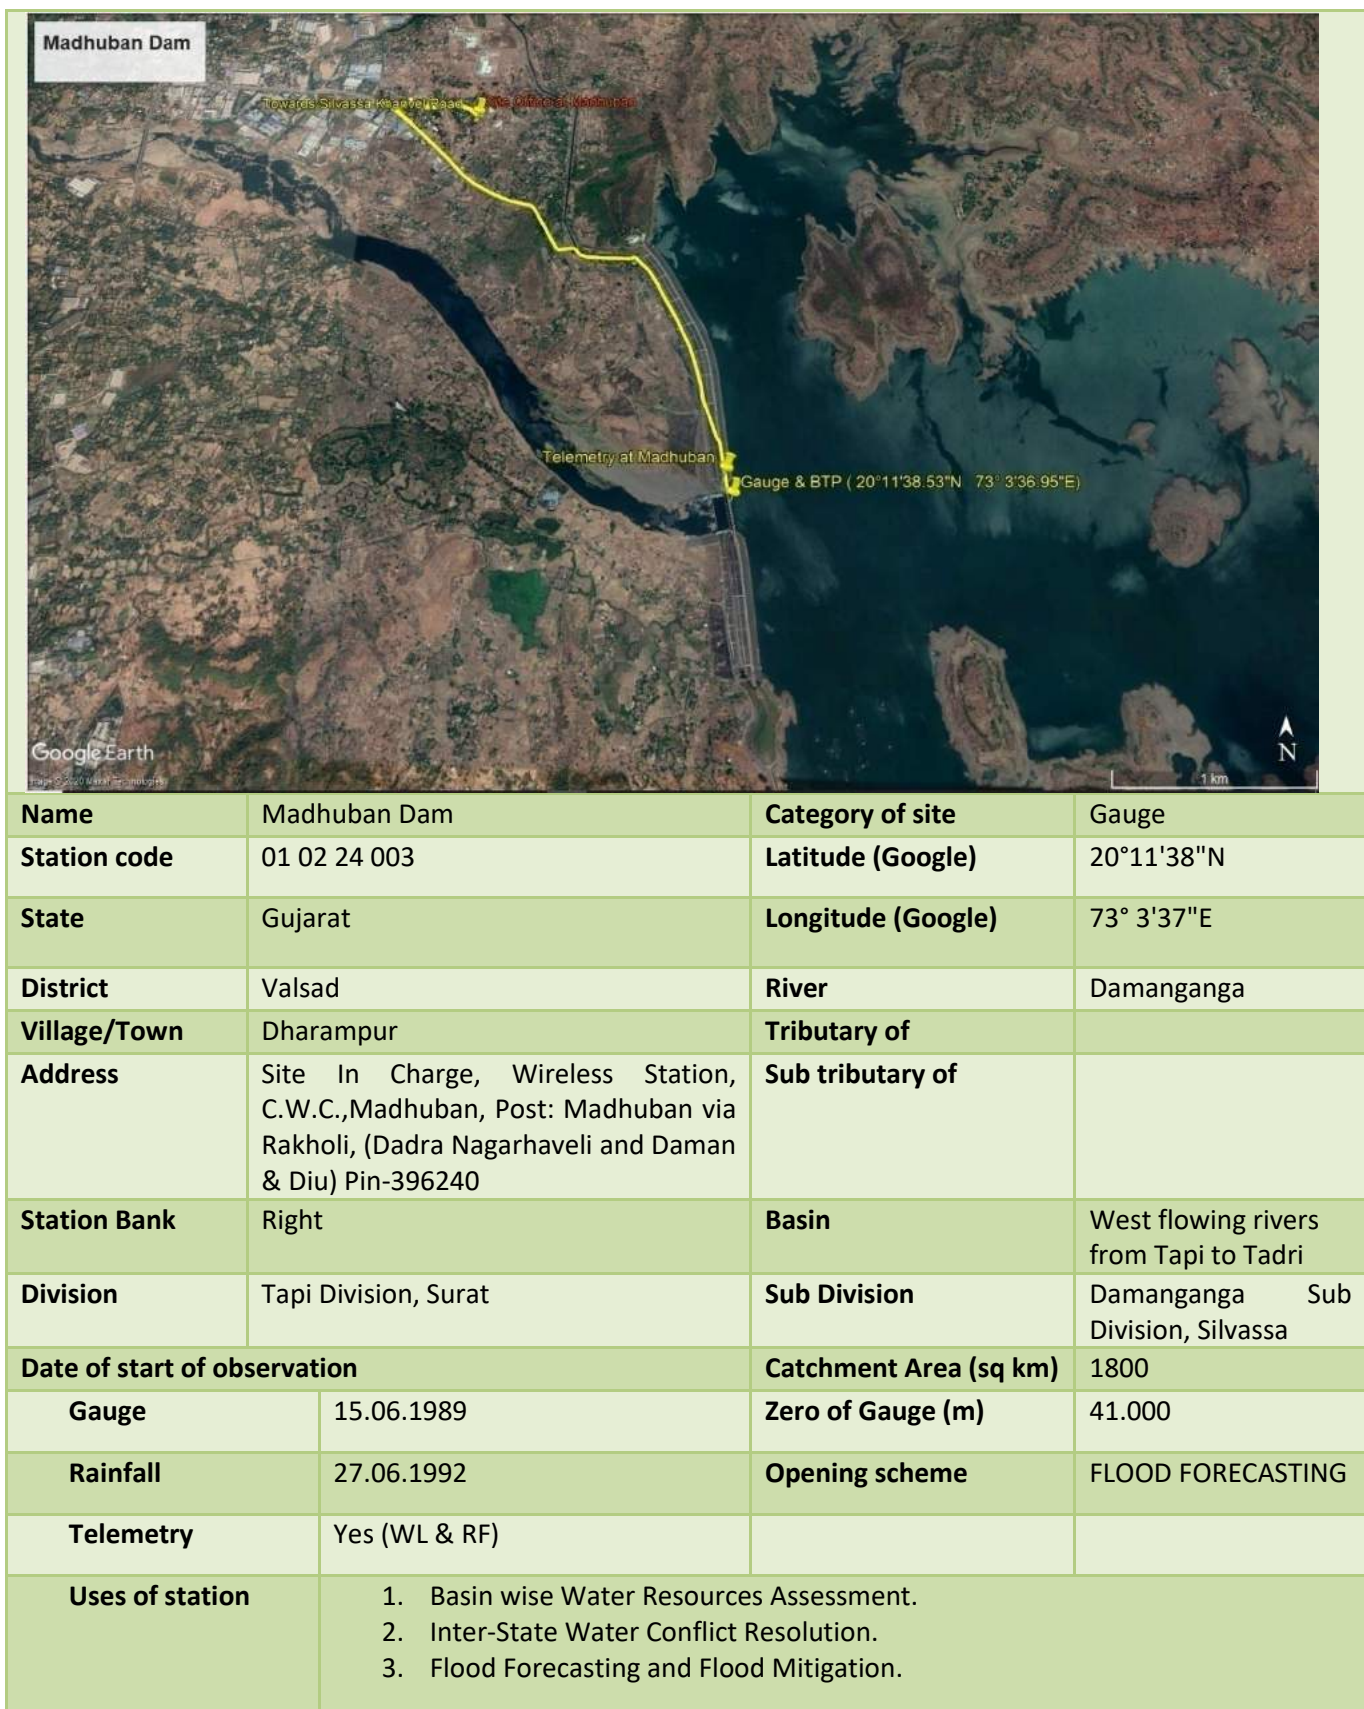 Madhuban Dam
Towards Silvassa Khanvel Road
Site Office at Madhuban
Telemetry at Madhuban
Gauge & BTP ( 20°11'38.53"N 73° 3'36.95"E)
N
Google Earth
Image © 2020 Maxar Technologies
1 km
Name Madhuban Dam Category of site Gauge
Station code 01 02 24 003 Latitude (Google) 20°11'38"N
State Gujarat Longitude (Google) 73° 3'37"E
District Valsad River Damanganga
Village/Town Dharampur Tributary of
Address Site In Charge, Wireless Station, Sub tributary of
C.W.C.,Madhuban, Post: Madhuban via
Rakholi, (Dadra Nagarhaveli and Daman
& Diu) Pin-396240
Station Bank Right Basin West flowing rivers
from Tapi to Tadri
Division Tapi Division, Surat Sub Division Damanganga Sub
Division, Silvassa
Date of start of observation Catchment Area (sq km) 1800
Gauge 15.06.1989 Zero of Gauge (m) 41.000
Rainfall 27.06.1992 Opening scheme FLOOD FORECASTING
Telemetry Yes (WL & RF)
Uses of station 1. Basin wise Water Resources Assessment.
2. Inter-State Water Conflict Resolution.
3. Flood Forecasting and Flood Mitigation.